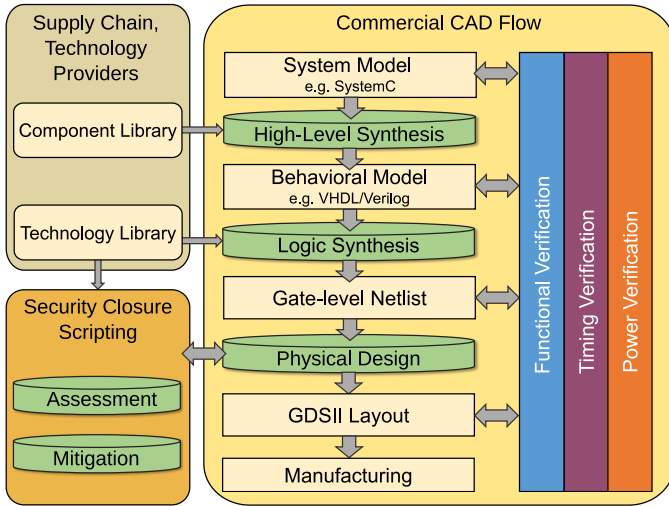 Supply Chain,
Technology
Providers
Component Library
Technology Library
Security Closure
Scripting
Assessment
Mitigation
Commercial CAD Flow
System Model
e.g. SystemC
High-Level Synthesis
Behavioral Model
e.g. VHDL/Verilog
Logic Synthesis
Gate-level Netlist
Physical Design
GDSII Layout
Manufacturing
Functional Verification
Timing Verification
Power Verification